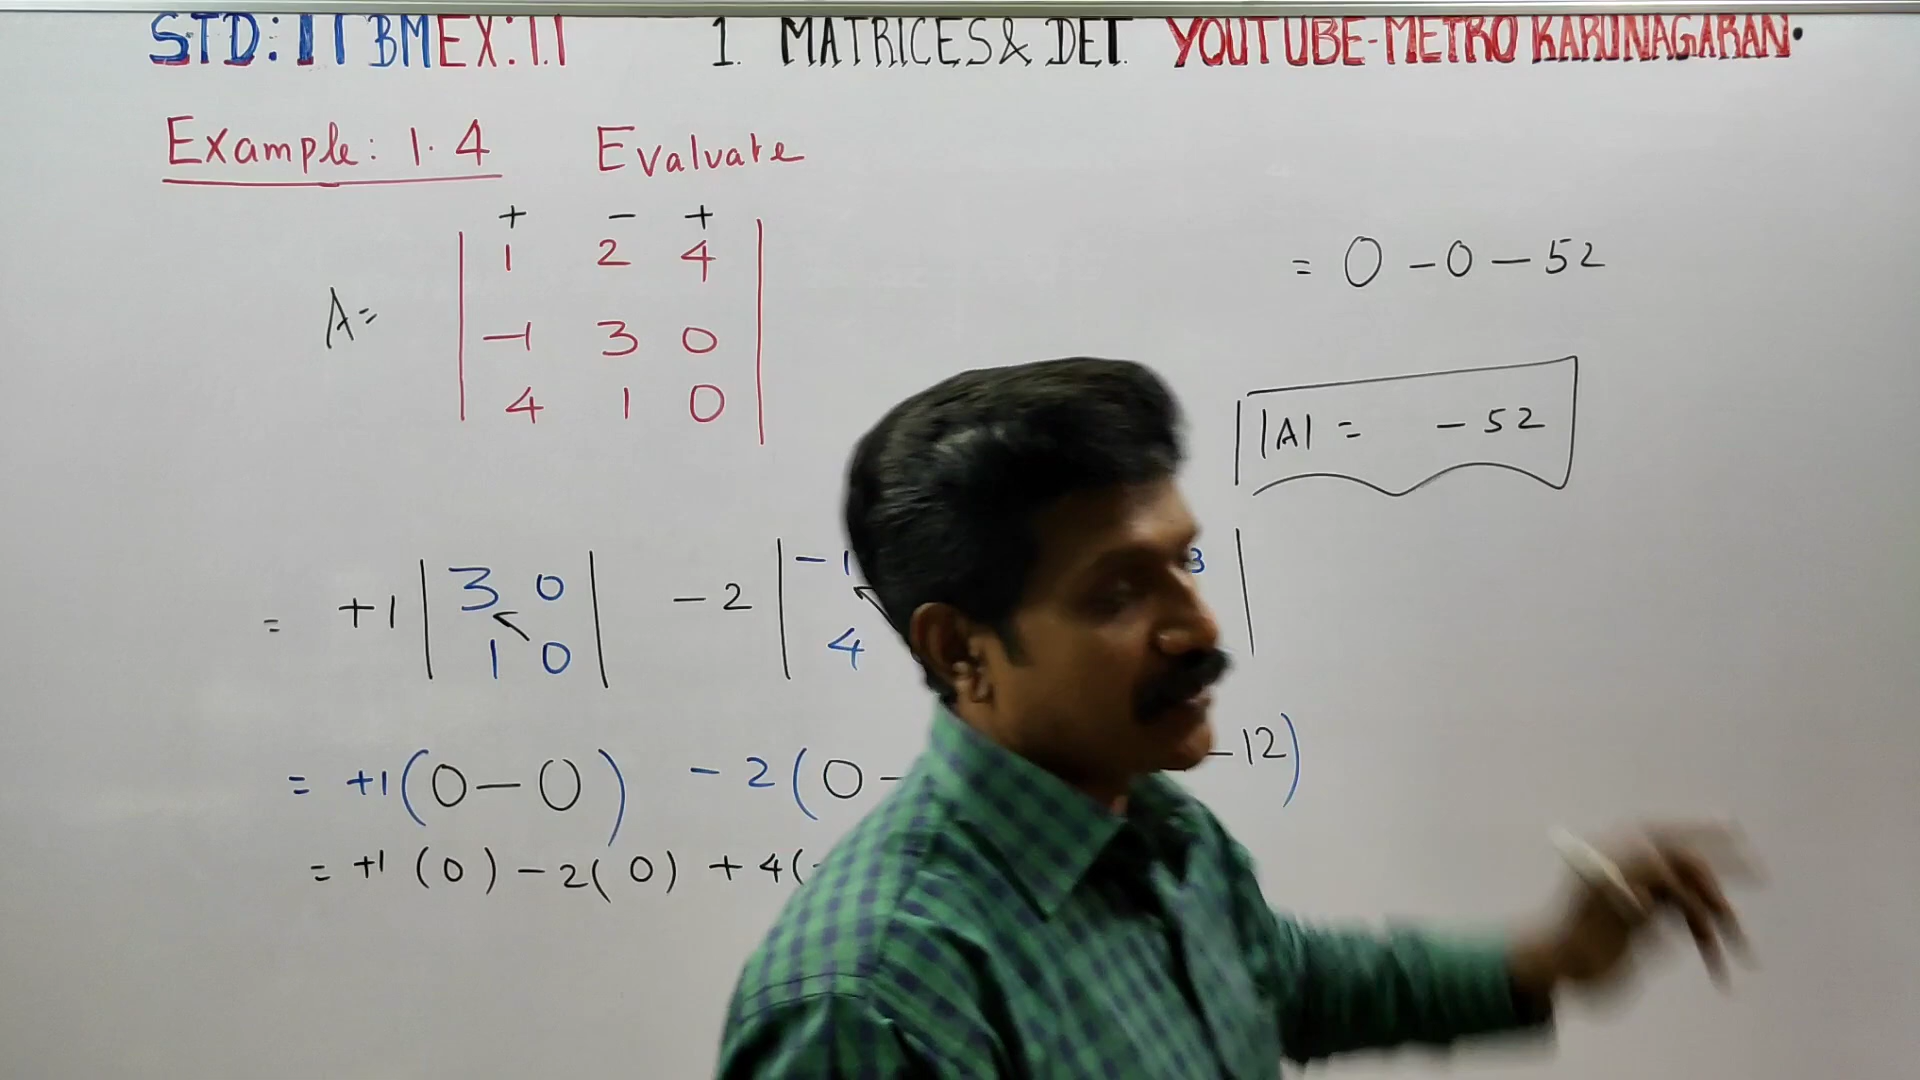 STD: 11 BM EX: 1.1 1. MATRICES & DET. YOUTUBE-METRO KARUNAGARAN.
Example: 1.4 Evaluate
+ - +
1 2 4
A=
-1 3 0
4 1 0
= +1 | 3 0 | - 2 | -1 3 |
1 0 4
= +1 (0 - 0) - 2 (0 - - 12)
= +1 (0) - 2 (0) + 4 (
= 0 - 0 - 52
|A| = - 52